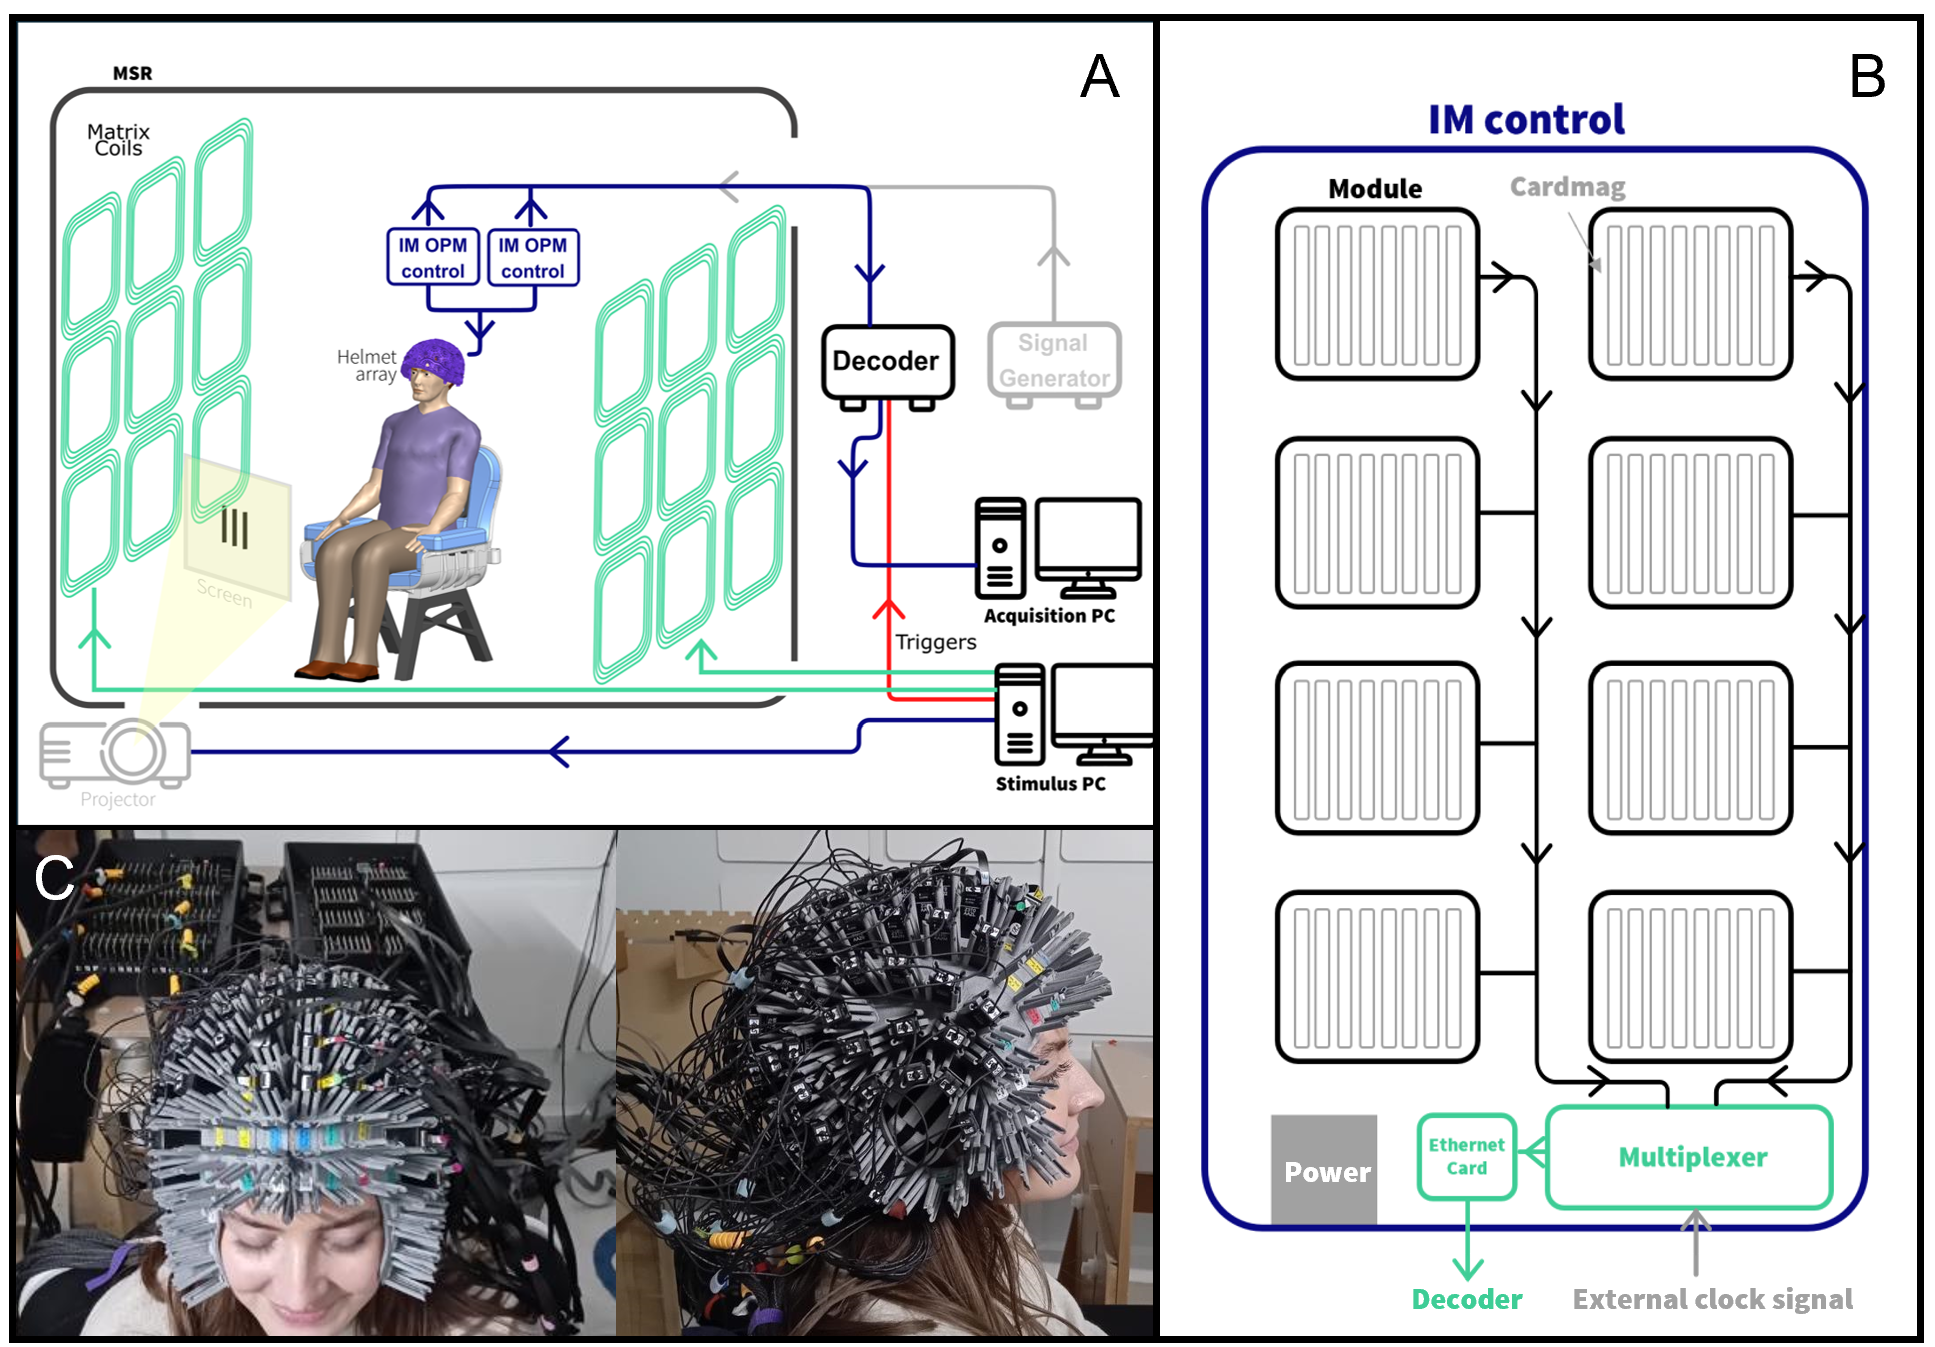 A
MSR
Matrix
Coils
IM OPM
control
IM OPM
control
Helmet
array
Decoder
Signal
Generator
Screen
Acquisition PC
Triggers
Stimulus PC
Projector
B
IM control
Module
Cardmag
Power
Ethernet
Card
Multiplexer
Decoder
External clock signal
C